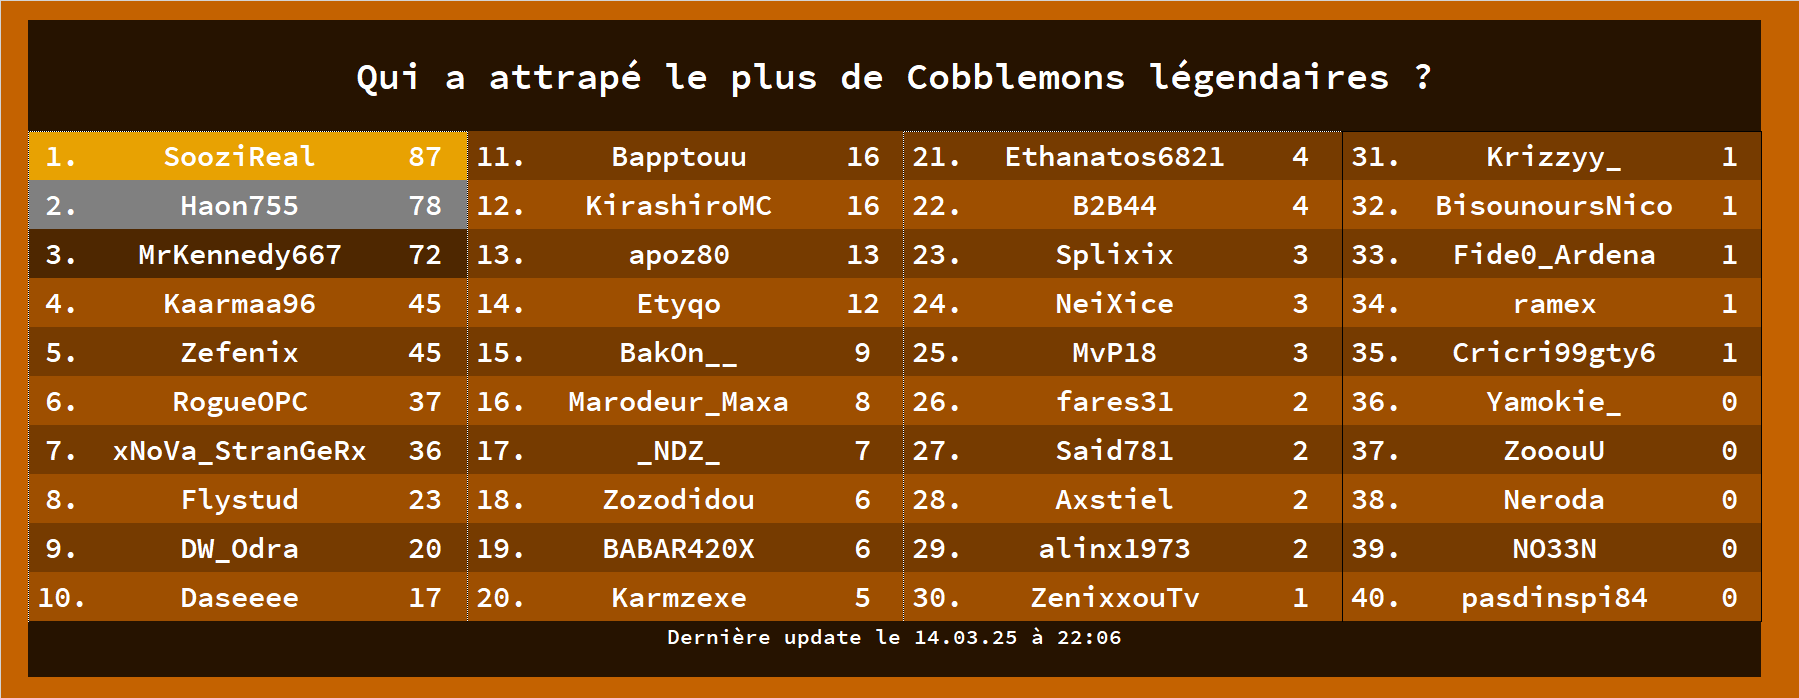 Qui a attrapé le plus de Cobblemons légendaires ?
1. SooziReal 87
2. Haon755 78
3. MrKennedy667 72
4. Kaarmaa96 45
5. Zefenix 45
6. RogueOPC 37
7. xNoVa_StranGeRx 36
8. Flystud 23
9. DW_Odra 20
10. Daseeee 17
11. Bapptouu 16
12. KirashiroMC 16
13. apoz80 13
14. Etyqo 12
15. BakOn__ 9
16. Marodeur_Maxa 8
17. _NDZ_ 7
18. Zozodidou 6
19. BABAR420X 6
20. Karmzexe 5
21. Ethanatos6821 4
22. B2B44 4
23. Splixix 3
24. NeiXice 3
25. MvP18 3
26. fares31 2
27. Said781 2
28. Axstiel 2
29. alinx1973 2
30. ZenixxouTv 1
31. Krizzyy_ 1
32. BisounoursNico 1
33. Fide0_Ardena 1
34. ramex 1
35. Cricri99gty6 1
36. Yamokie_ 0
37. ZooouU 0
38. Neroda 0
39. NO33N 0
40. pasdinspi84 0
Dernière update le 14.03.25 à 22:06